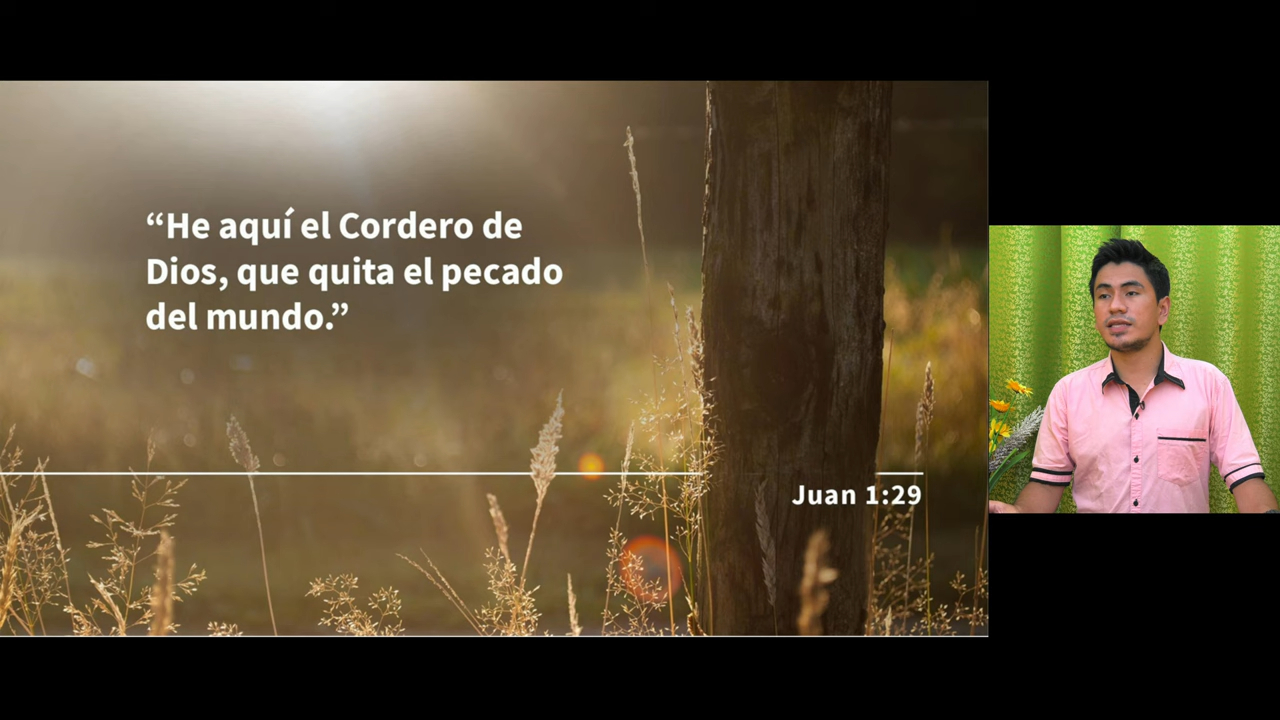 “He aquí el Cordero de
Dios, que quita el pecado
del mundo.”
Juan 1:29